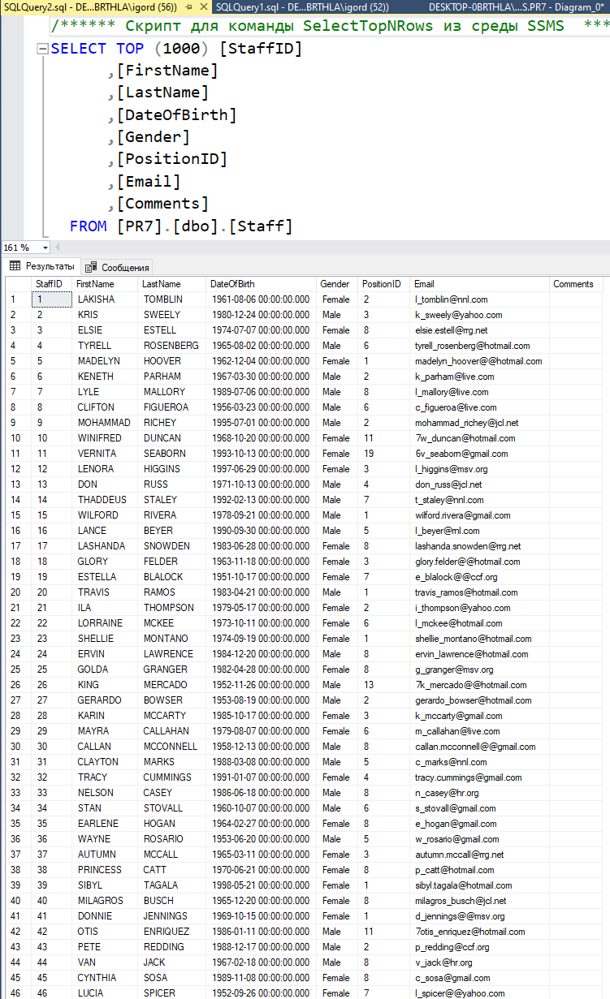 SQLQuery2.sql - DE...BRTHLA\igord (56)) SQLQuery1.sql - DE...BRTHLA\igord (52)) DESKTOP-0BRTHLA\...S.PR7 - Diagram_0*
/****** Скрипт для команды SelectTopNRows из среды SSMS ***
SELECT TOP (1000) [StaffID]
,[FirstName]
,[LastName]
,[DateOfBirth]
,[Gender]
,[PositionID]
,[Email]
,[Comments]
FROM [PR7].[dbo].[Staff]
161 %
Результаты Сообщения
StaffID FirstName LastName DateOfBirth Gender PositionID Email Comments
1 1 LAKISHA TOMBLIN 1961-08-06 00:00:00.000 Female 2 l_tomblin@nnl.com
2 2 KRIS SWEELY 1980-12-24 00:00:00.000 Male 3 k_sweely@yahoo.com
3 3 ELSIE ESTELL 1974-07-07 00:00:00.000 Female 8 elsie.estell@rrg.net
4 4 TYRELL ROSENBERG 1965-08-02 00:00:00.000 Male 6 tyrell_rosenberg@hotmail.com
5 5 MADELYN HOOVER 1962-12-04 00:00:00.000 Female 1 madelyn_hoover@@hotmail.com
6 6 KENETH PARHAM 1967-03-30 00:00:00.000 Male 2 k_parham@live.com
7 7 LYLE MALLORY 1989-07-06 00:00:00.000 Male 8 l_mallory@live.com
8 8 CLIFTON FIGUEROA 1956-03-23 00:00:00.000 Male 6 c_figueroa@live.com
9 9 MOHAMMAD RICHEY 1995-07-01 00:00:00.000 Male 2 mohammad_richey@jcl.net
10 10 WINIFRED DUNCAN 1968-10-20 00:00:00.000 Female 11 7w_duncan@hotmail.com
11 11 VERNITA SEABORN 1993-10-13 00:00:00.000 Female 19 6v_seaborn@gmail.com
12 12 LENORA HIGGINS 1997-06-29 00:00:00.000 Female 3 l_higgins@msv.org
13 13 DON RUSS 1971-10-13 00:00:00.000 Male 4 don_russ@jcl.net
14 14 THADDEUS STALEY 1992-02-13 00:00:00.000 Male 7 t_staley@nnl.com
15 15 WILFORD RIVERA 1978-09-21 00:00:00.000 Male 1 wilford.rivera@gmail.com
16 16 LANCE BEYER 1990-09-30 00:00:00.000 Male 5 l_beyer@rnl.com
17 17 LASHANDA SNOWDEN 1983-06-28 00:00:00.000 Female 8 lashanda.snowden@rrg.net
18 18 GLORY FELDER 1963-11-18 00:00:00.000 Female 3 glory.felder@@hotmail.com
19 19 ESTELLA BLALOCK 1951-10-17 00:00:00.000 Female 7 e_blalock@@ccf.org
20 20 TRAVIS RAMOS 1983-04-21 00:00:00.000 Male 1 travis_ramos@hotmail.com
21 21 ILA THOMPSON 1979-05-17 00:00:00.000 Female 2 i_thompson@yahoo.com
22 22 LORRAINE MCKEE 1973-10-11 00:00:00.000 Female 6 l_mckee@hotmail.com
23 23 SHELLIE MONTANO 1974-09-19 00:00:00.000 Female 1 shellie_montano@hotmail.com
24 24 ERVIN LAWRENCE 1984-12-20 00:00:00.000 Male 8 ervin_lawrence@hotmail.com
25 25 GOLDA GRANGER 1982-04-28 00:00:00.000 Female 8 g_granger@msv.org
26 26 KING MERCADO 1952-11-26 00:00:00.000 Male 13 7k_mercado@@hotmail.com
27 27 GERARDO BOWSER 1953-08-19 00:00:00.000 Male 2 gerardo_bowser@hotmail.com
28 28 KARIN MCCARTY 1985-10-17 00:00:00.000 Female 3 k_mccarty@gmail.com
29 29 MAYRA CALLAHAN 1979-08-07 00:00:00.000 Female 6 m_callahan@live.com
30 30 CALLAN MCCONNELL 1958-12-13 00:00:00.000 Male 8 callan.mcconnell@@gmail.com
31 31 CLAYTON MARKS 1988-03-08 00:00:00.000 Male 5 c_marks@nnl.com
32 32 TRACY CUMMINGS 1991-01-07 00:00:00.000 Female 4 tracy.cummings@gmail.com
33 33 NELSON CASEY 1986-06-18 00:00:00.000 Male 8 n_casey@hr.org
34 34 STAN STOVALL 1960-10-07 00:00:00.000 Male 6 s_stovall@gmail.com
35 35 EARLENE HOGAN 1964-02-27 00:00:00.000 Female 8 e_hogan@gmail.com
36 36 WAYNE ROSARIO 1953-06-20 00:00:00.000 Male 5 w_rosario@gmail.com
37 37 AUTUMN MCCALL 1965-03-11 00:00:00.000 Female 3 autumn.mccall@rrg.net
38 38 PRINCESS CATT 1970-06-21 00:00:00.000 Female 8 p_catt@hotmail.com
39 39 SIBYL TAGALA 1998-05-21 00:00:00.000 Female 1 sibyl.tagala@hotmail.com
40 40 MILAGROS BUSCH 1965-12-20 00:00:00.000 Female 8 milagros_busch@jcl.net
41 41 DONNIE JENNINGS 1969-10-15 00:00:00.000 Female 1 d_jennings@@msv.org
42 42 OTIS ENRIQUEZ 1986-01-11 00:00:00.000 Male 11 7otis_enriquez@hotmail.com
43 43 PETE REDDING 1988-12-17 00:00:00.000 Male 2 p_redding@ccf.org
44 44 VAN JACK 1967-02-18 00:00:00.000 Male 8 v_jack@hr.org
45 45 CYNTHIA SOSA 1989-11-08 00:00:00.000 Female 8 c_sosa@gmail.com
46 46 LUCIA SPICER 1952-09-26 00:00:00.000 Female 7 l_spicer@@yahoo.com